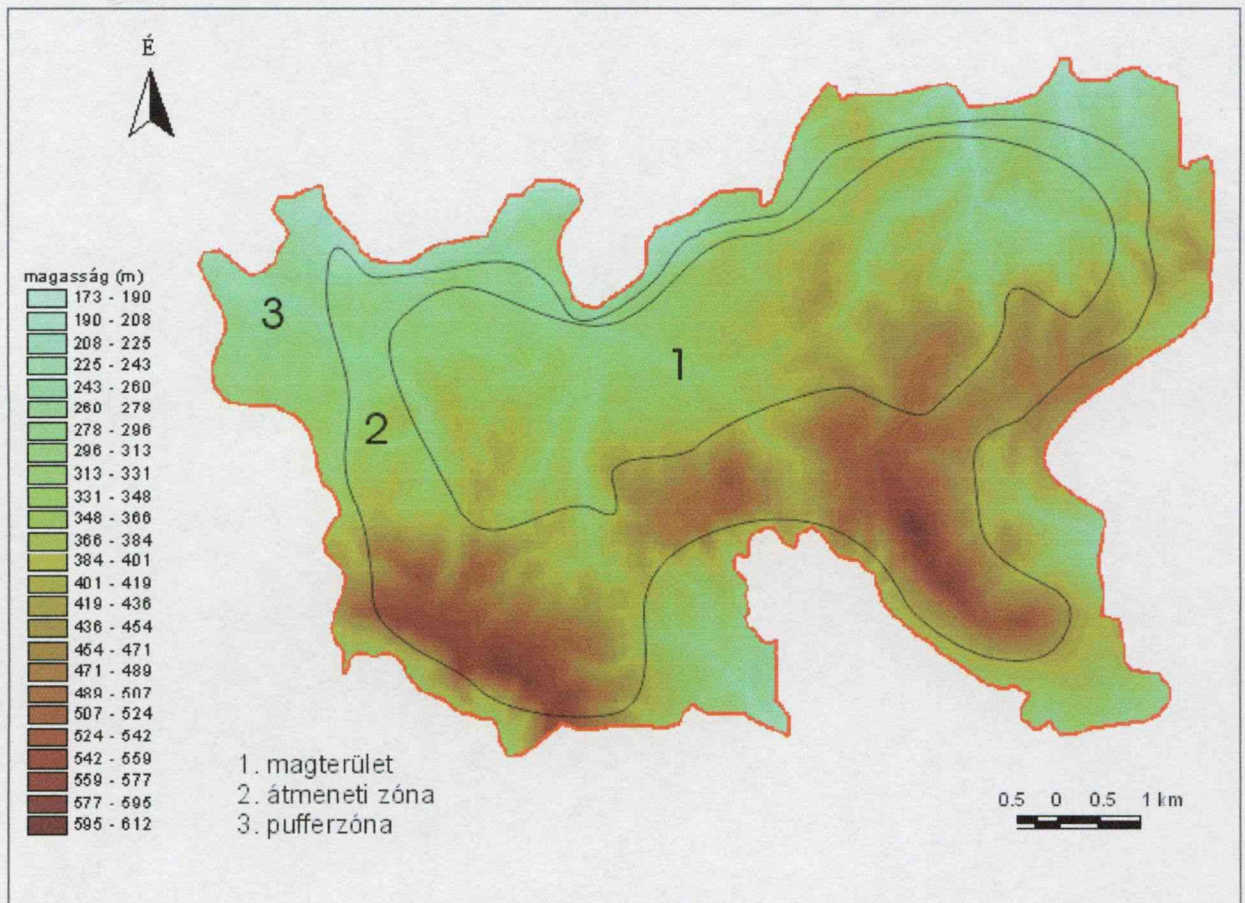 É
magasság (m)
173 - 190
190 - 208
208 - 225
225 - 243
243 - 260
260 278
278 - 296
296 - 313
313 - 331
331 - 348
348 - 366
366 - 384
384 - 401
401 - 419
419 - 436
436 - 454
454 - 471
471 - 489
489 - 507
507 - 524
524 - 542
542 - 559
559 - 577
577 - 595
595 - 612
3
2
1
1. magterület
2. átmeneti zóna
3. pufferzóna
0.5 0 0.5 1 km